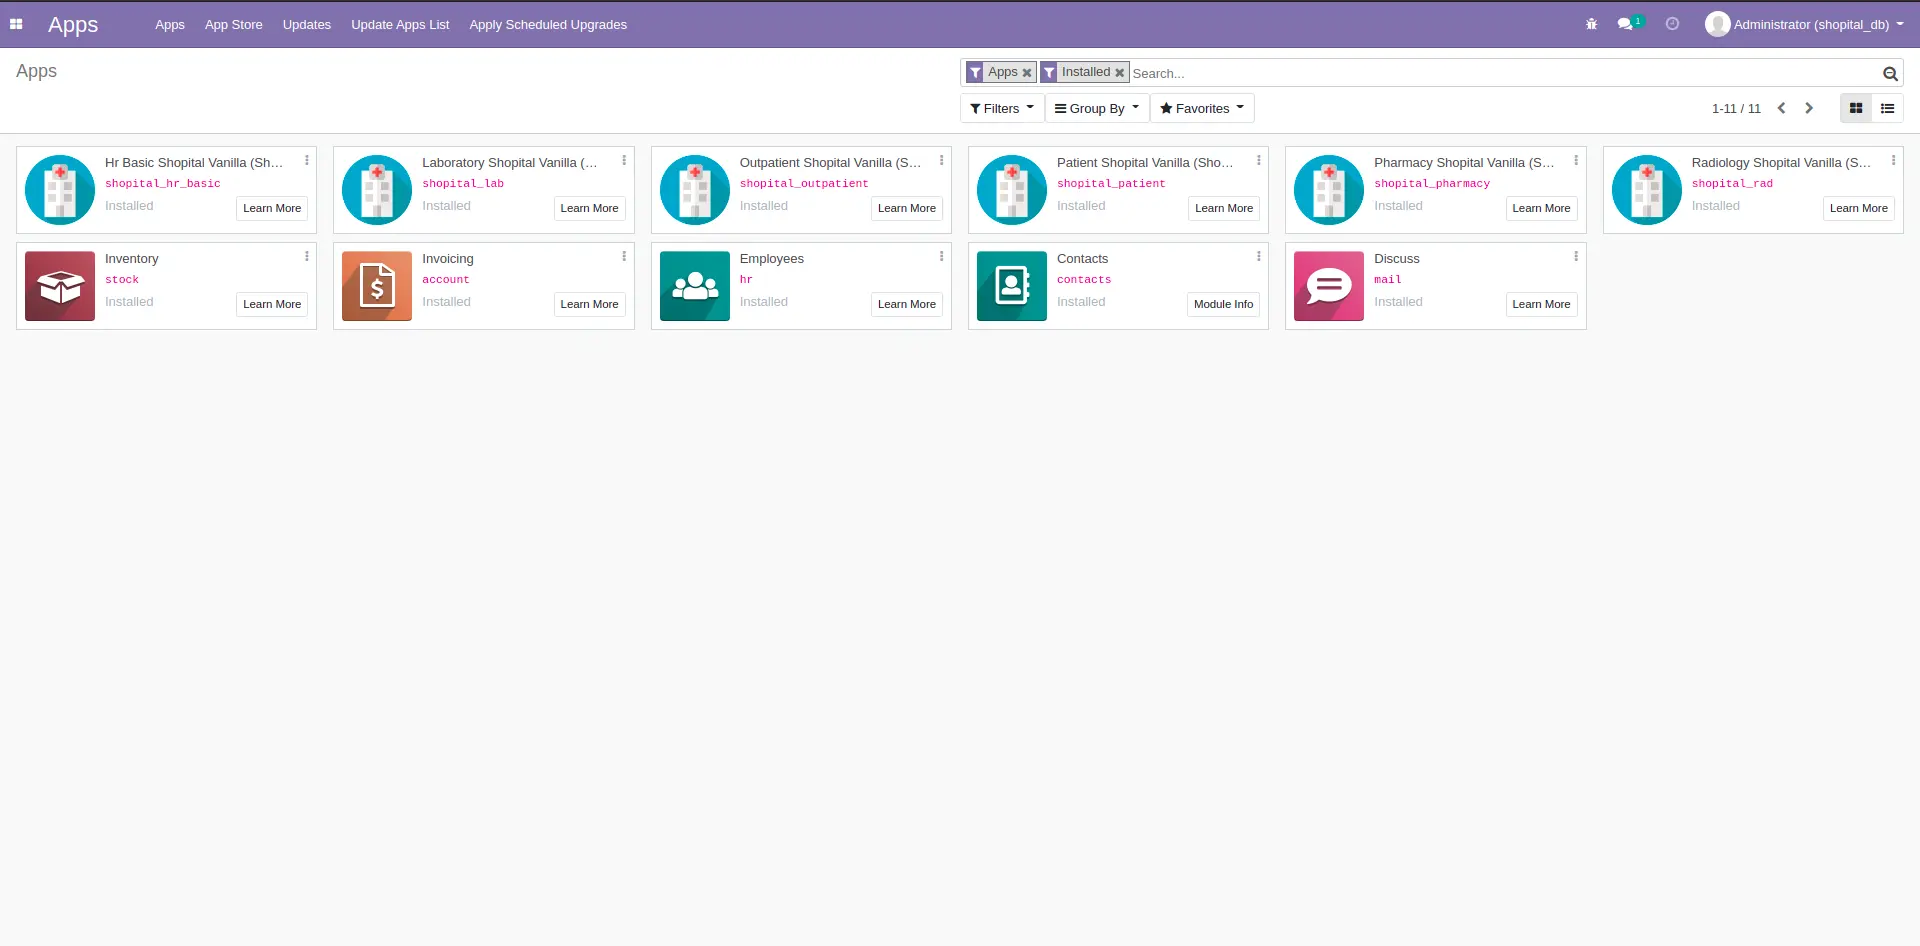 Apps
Apps App Store Updates Update Apps List Apply Scheduled Upgrades
1
Administrator (shopital_db)
Apps
Apps Installed Search...
Filters Group By Favorites
1-11 / 11
Hr Basic Shopital Vanilla (Sh...
shopital_hr_basic
Installed
Learn More
Laboratory Shopital Vanilla (...
shopital_lab
Installed
Learn More
Outpatient Shopital Vanilla (S...
shopital_outpatient
Installed
Learn More
Patient Shopital Vanilla (Sho...
shopital_patient
Installed
Learn More
Pharmacy Shopital Vanilla (S...
shopital_pharmacy
Installed
Learn More
Radiology Shopital Vanilla (S...
shopital_rad
Installed
Learn More
Inventory
stock
Installed
Learn More
Invoicing
account
Installed
Learn More
Employees
hr
Installed
Learn More
Contacts
contacts
Installed
Module Info
Discuss
mail
Installed
Learn More